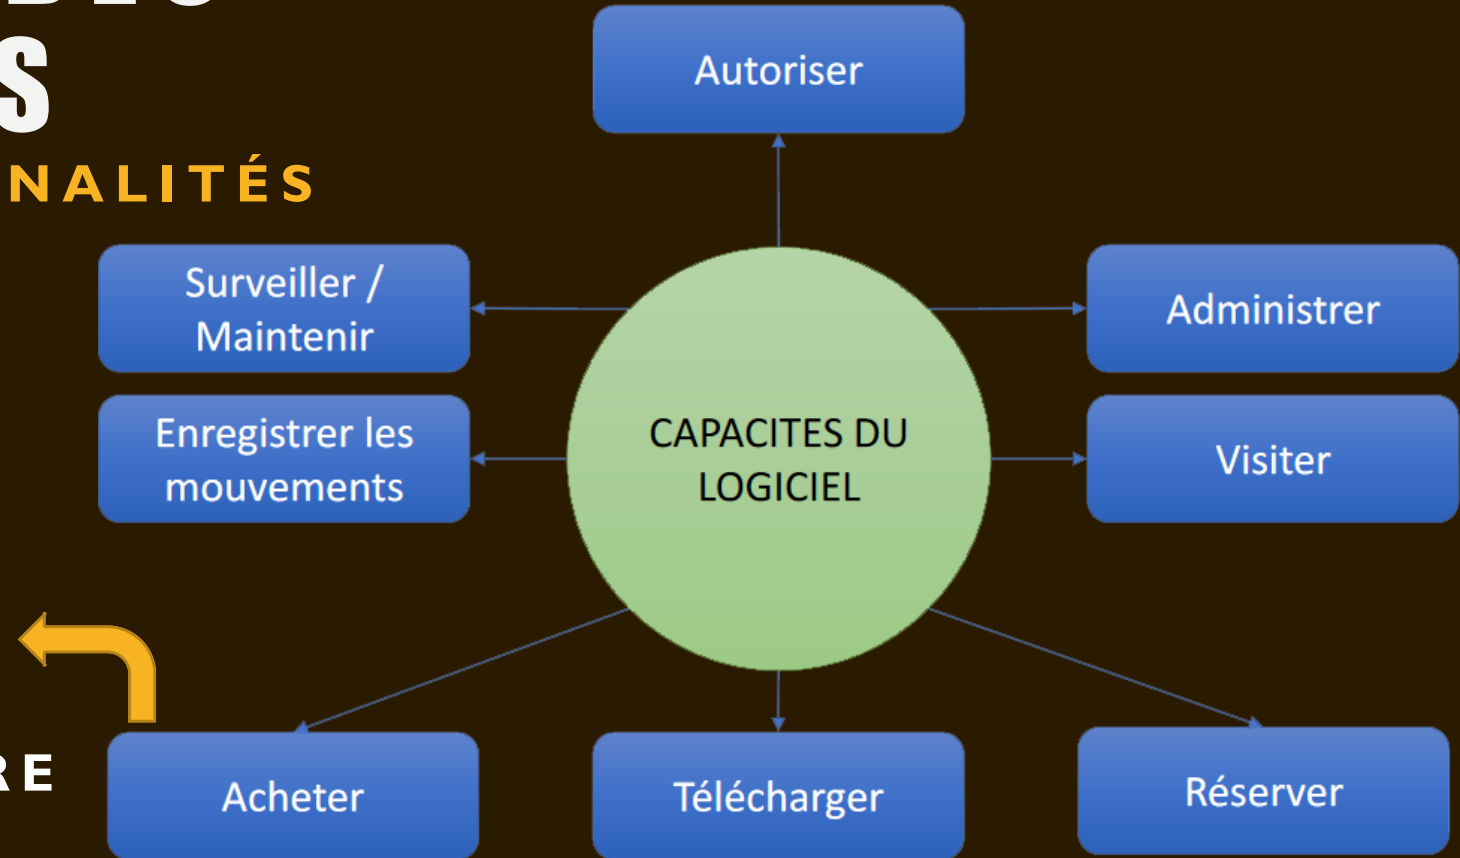 S
NALITÉS
Autoriser
Surveiller /
Maintenir
Administrer
Enregistrer les
mouvements
CAPACITES DU
LOGICIEL
Visiter
RE
Acheter
Télécharger
Réserver